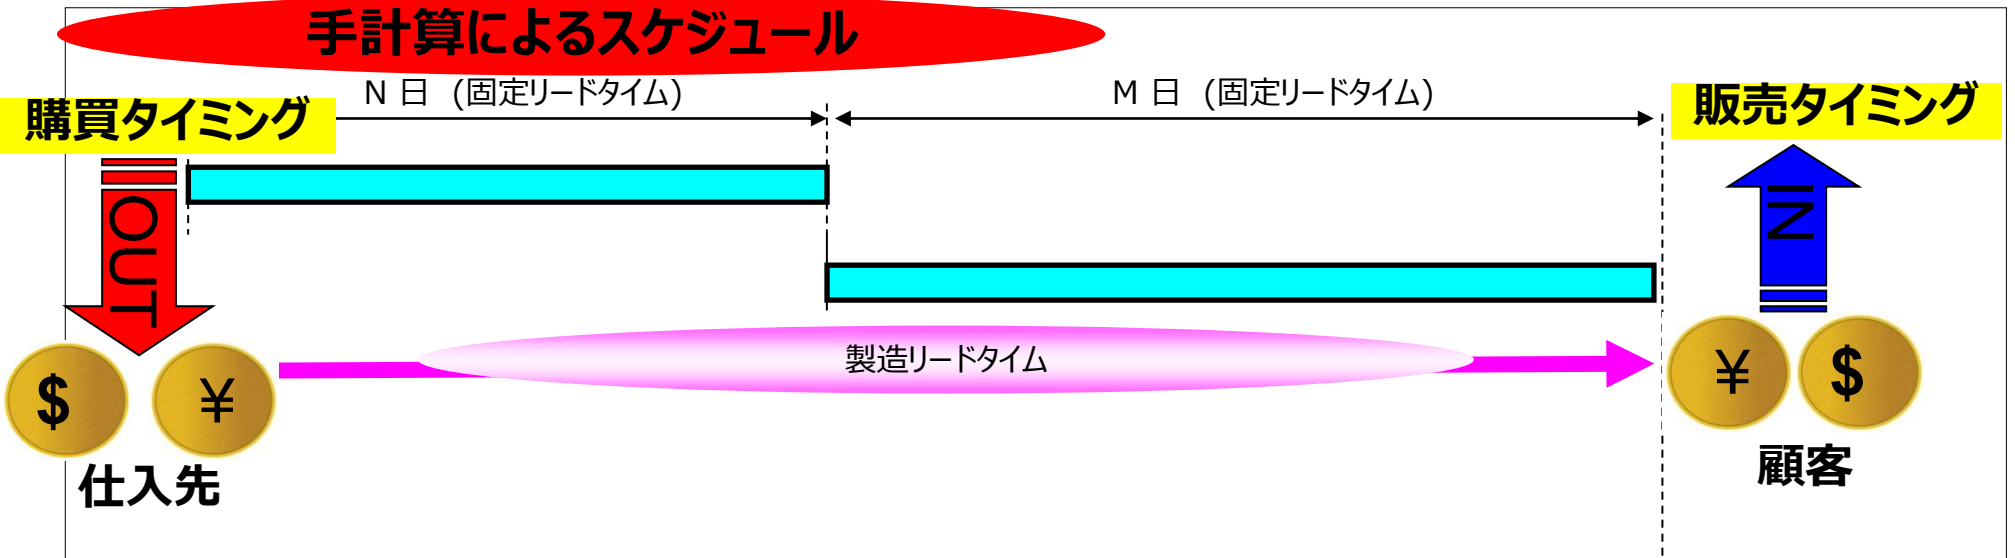 手計算によるスケジュール
N 日 (固定リードタイム)
M 日 (固定リードタイム)
購買タイミング
販売タイミング
OUT
IN
製造リードタイム
$
¥
¥
$
仕入先
顧客